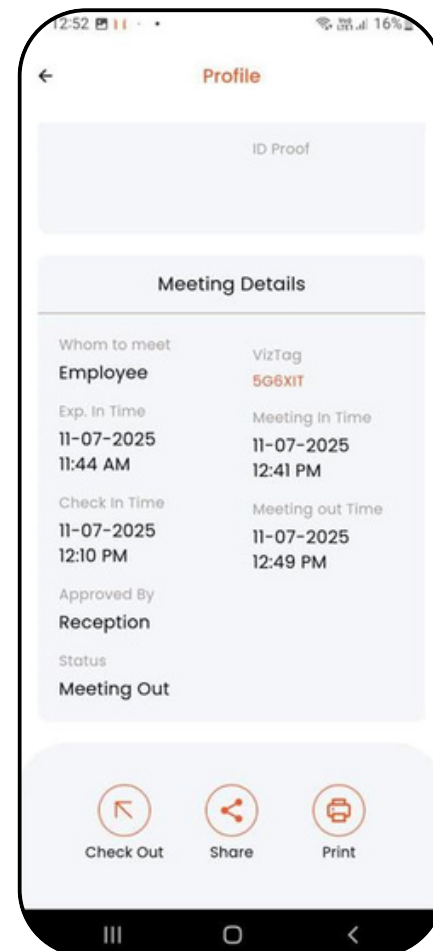 12:52
16%
Profile
ID Proof
Meeting Details
Whom to meet
Employee
VizTag
5G6XIT
Exp. In Time
11-07-2025
11:44 AM
Meeting In Time
11-07-2025
12:41 PM
Check In Time
11-07-2025
12:10 PM
Meeting out Time
11-07-2025
12:49 PM
Approved By
Reception
Status
Meeting Out
Check Out
Share
Print